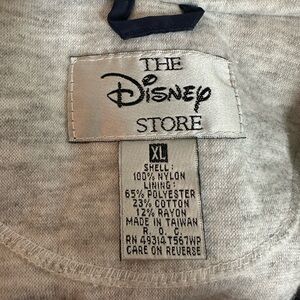 THE
Disney
STORE
XL
SHELL:
100% NYLON
LINING:
65% POLYESTER
23% COTTON
12% RAYON
MADE IN TAIWAN
R. O. C.
RN 49314 T567WP
CARE ON REVERSE